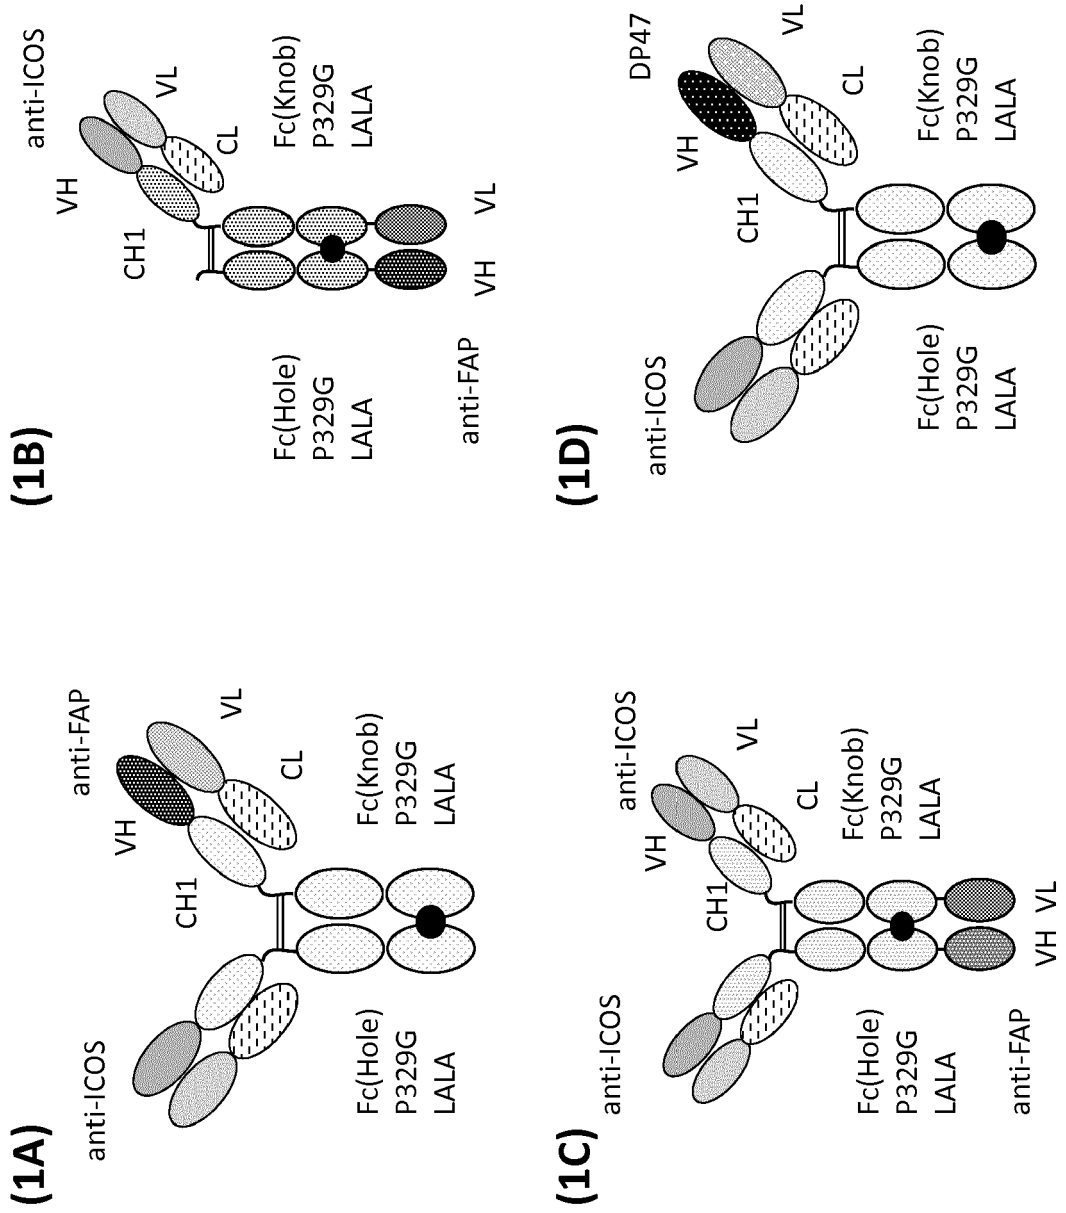 (1A)
anti-ICOS
anti-FAP
VH
VL
CH1
CL
Fc(Hole)
P329G
LALA
Fc(Knob)
P329G
LALA
(1B)
anti-ICOS
VH
VL
CH1
CL
Fc(Hole)
P329G
LALA
Fc(Knob)
P329G
LALA
anti-FAP
VH
VL
(1C)
anti-ICOS
anti-ICOS
VH
VL
CH1
CL
Fc(Hole)
P329G
LALA
Fc(Knob)
P329G
LALA
anti-FAP
VH
VL
(1D)
anti-ICOS
DP47
VH
VL
CH1
CL
Fc(Hole)
P329G
LALA
Fc(Knob)
P329G
LALA